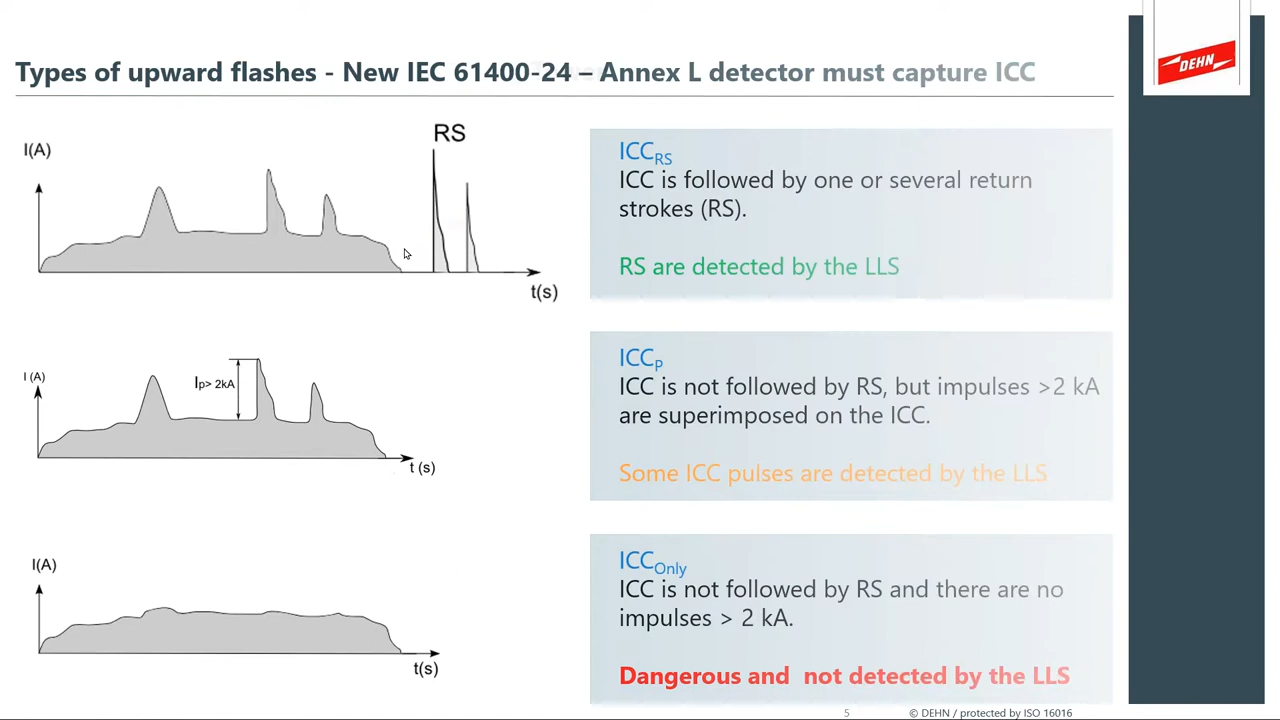 Types of upward flashes - New IEC 61400-24 – Annex L detector must capture ICC
DEHN
RS
I(A)
t(s)
ICC_RS
ICC is followed by one or several return
strokes (RS).
RS are detected by the LLS
I (A)
Ip> 2kA
t (s)
ICC_P
ICC is not followed by RS, but impulses >2 kA
are superimposed on the ICC.
Some ICC pulses are detected by the LLS
I(A)
t(s)
ICC_Only
ICC is not followed by RS and there are no
impulses > 2 kA.
Dangerous and  not detected by the LLS
5
© DEHN / protected by ISO 16016